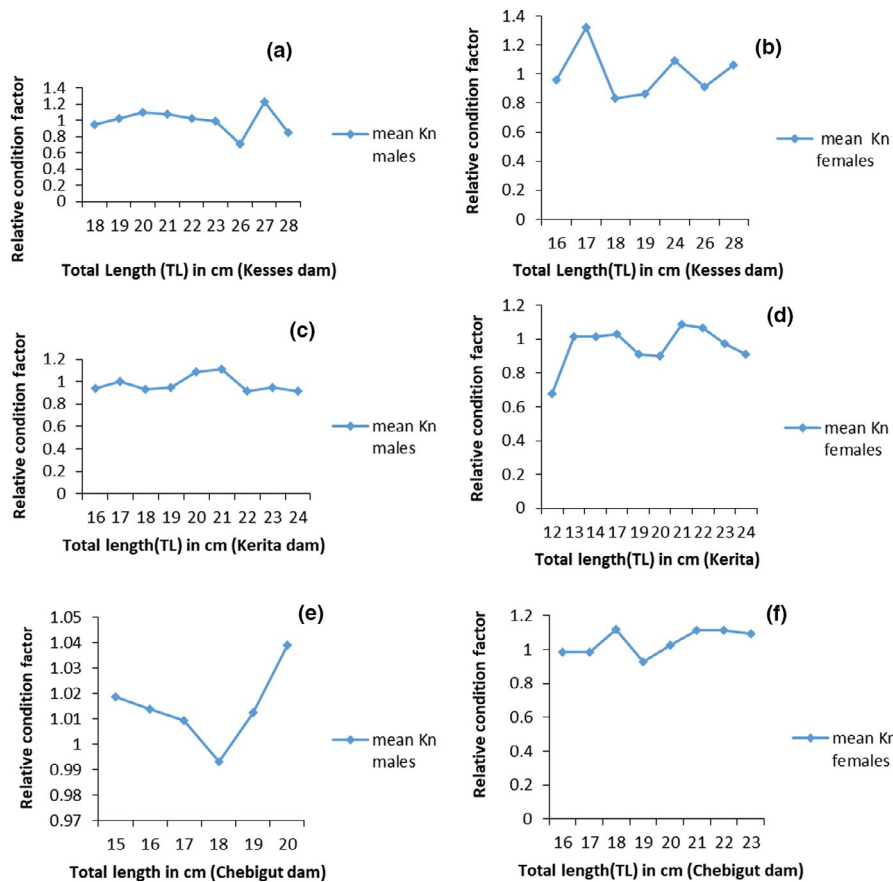 (a)
Relative condition factor
1.4
1.2
1
0.8
0.6
0.4
0.2
0
18 19 20 21 22 23 26 27 28
Total Length (TL) in cm (Kesses dam)
mean Kn
males
(b)
Relative condition factor
1.4
1.2
1
0.8
0.6
0.4
0.2
0
16 17 18 19 24 26 28
Total Length(TL) in cm (Kesses dam)
mean Kn
females
(c)
Relative condition factor
1.2
1
0.8
0.6
0.4
0.2
0
16 17 18 19 20 21 22 23 24
Total length(TL) in cm (Kerita dam)
mean Kn
males
(d)
Relative condition factor
1.2
1
0.8
0.6
0.4
0.2
0
12 13 14 17 19 20 21 22 23 24
Total length(TL) in cm (Kerita)
mean Kn
females
(e)
Relative condition factor
1.05
1.04
1.03
1.02
1.01
1
0.99
0.98
0.97
15 16 17 18 19 20
Total length in cm (Chebigut dam)
mean Kn
males
(f)
Relative condition factor
1.2
1
0.8
0.6
0.4
0.2
0
16 17 18 19 20 21 22 23
Total length(TL) in cm (Chebigut dam)
mean Kn
females